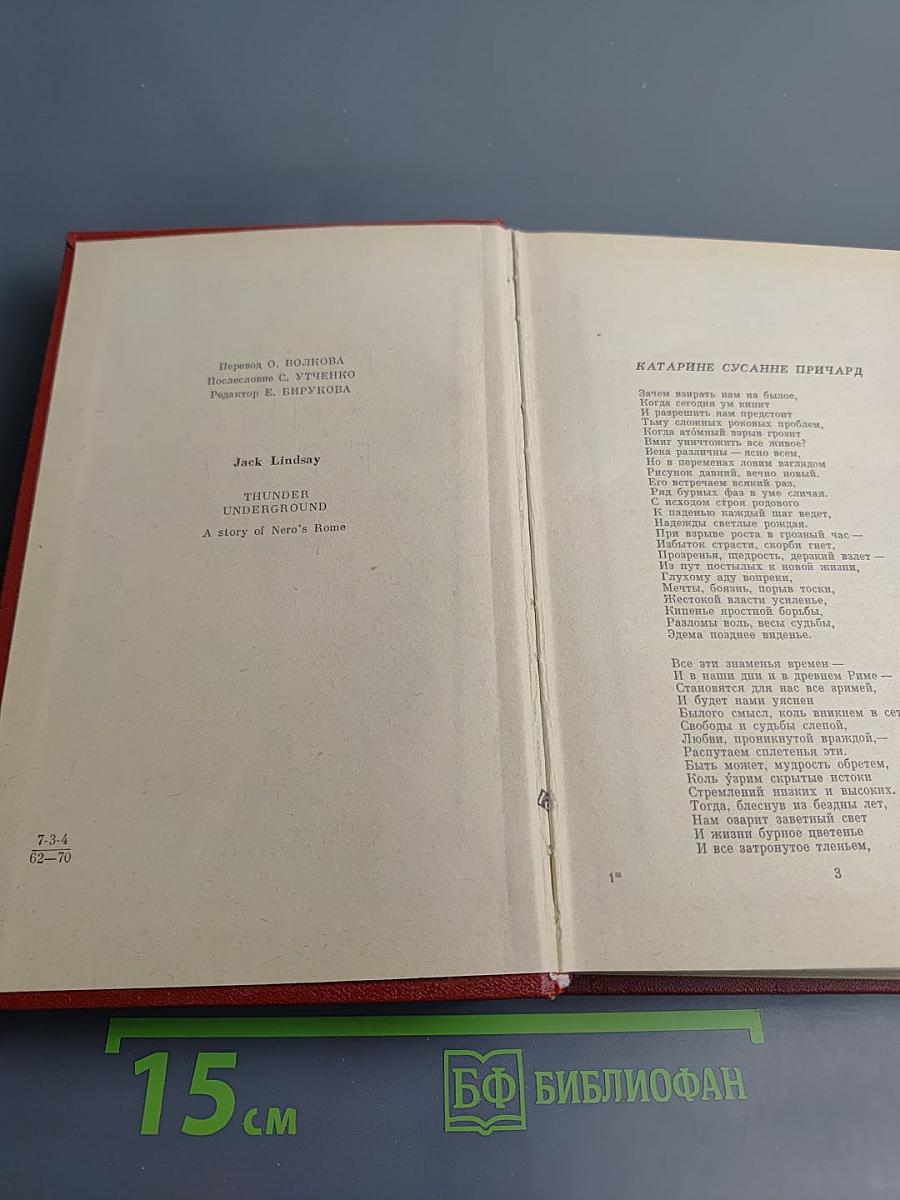 Перевод О. ВОЛКОВА
Послесловие С. УТЧЕНКО
Редактор Е. БИРУКОВА
Jack Lindsay
THUNDER
UNDERGROUND
A story of Nero's Rome
7-3-4
62—70
КАТАРИНЕ СУСАННЕ ПРИЧАРД
Зачем взирать нам на былое,
Когда сегодня ум кипит
И разрешить нам предстоит
Тьму сложных роковых проблем,
Когда атóмный взрыв грозит
Вмиг уничтожить все живое?
Века различны — ясно всем,
Но в переменах ловим взглядом
Рисунок давний, вечно новый.
Его встречаем всякий раз,
Ряд бурных фаз в уме сличая.
С исходом строя родового
К паденью каждый шаг ведет,
Надежды светлые рождая.
При взрыве роста в грозный час —
Избыток страсти, скорби гнет,
Прозренья, щедрость, дерзкий взлет —
Из пут постылых к новой жизни,
Глухому аду вопреки,
Мечты, боязнь, порыв тоски,
Жестокой власти усиленье,
Кипенье яростной борьбы,
Разломы воль, весы судьбы,
Эдема позднее виденье.
Все эти знаменья времен —
И в наши дни и в древнем Риме —
Становятся для нас все зримей,
И будет нами уяснен
Былого смысл, коль вникнем в сет
Свободы и судьбы слепой,
Любви, проникнутой враждой,—
Распутаем сплетенья эти.
Быть может, мудрость обретем,
Коль ýзрим скрытые истоки
Стремлений низких и высоких.
Тогда, блеснув из бездны лет,
Нам озарит заветный свет
И жизни бурное цветенье
И все затронутое тленьем,
1*
3
15 см
БФ БИБЛИОФАН